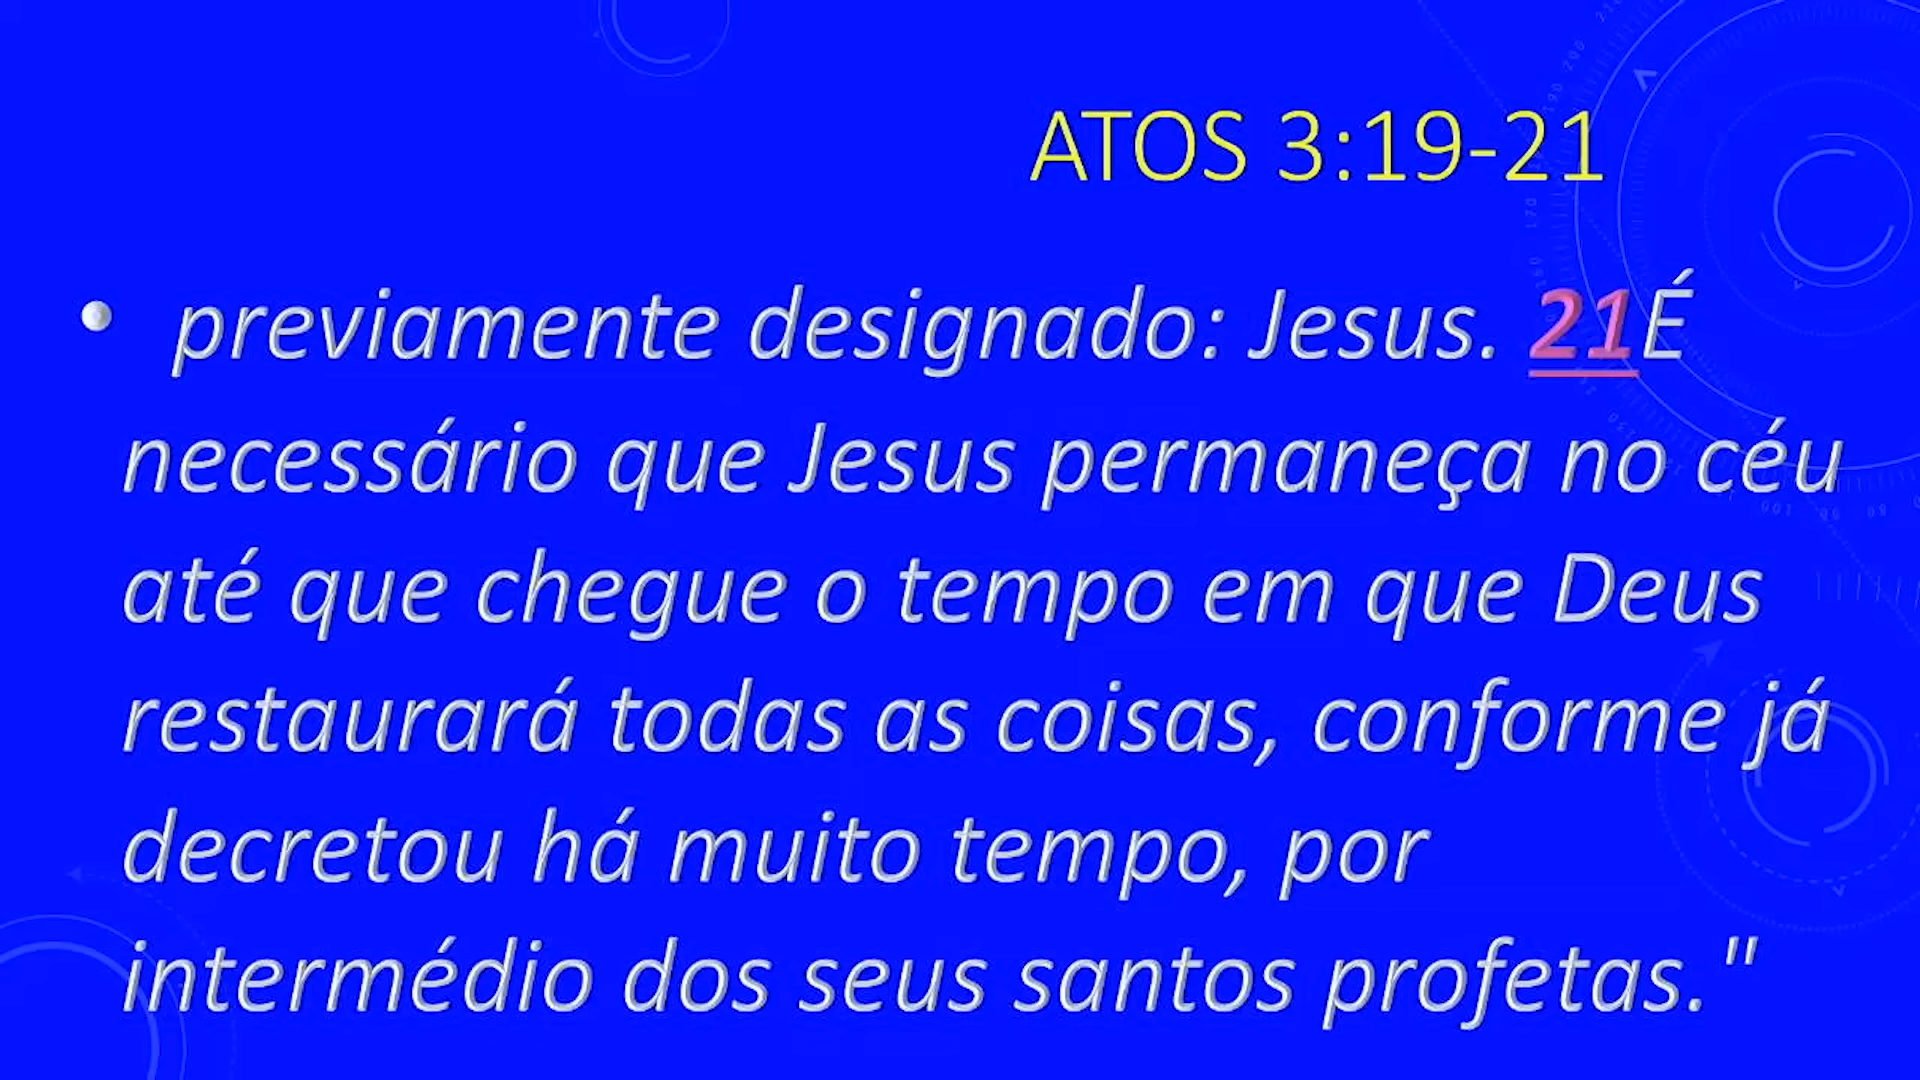 ATOS 3:19-21
• previamente designado: Jesus. 21É
necessário que Jesus permaneça no céu
até que chegue o tempo em que Deus
restaurará todas as coisas, conforme já
decretou há muito tempo, por
intermédio dos seus santos profetas."